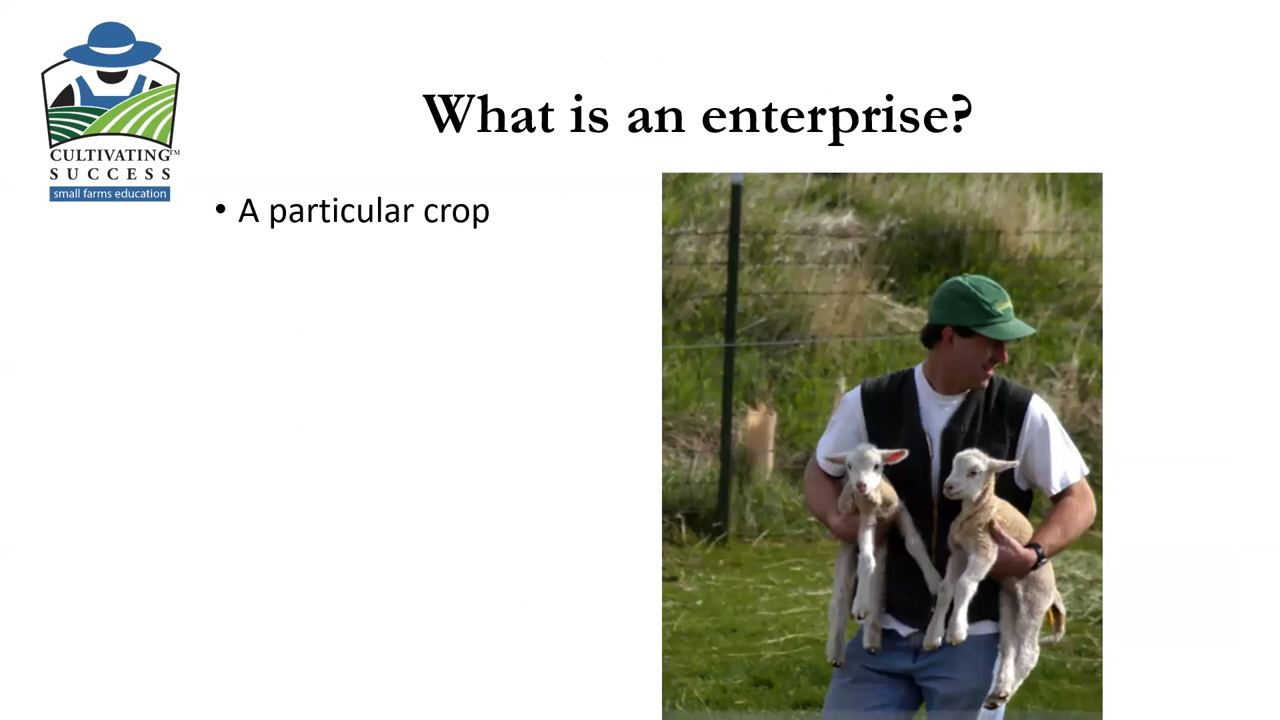 What is an enterprise?
CULTIVATING™
SUCCESS
small farms education
• A particular crop